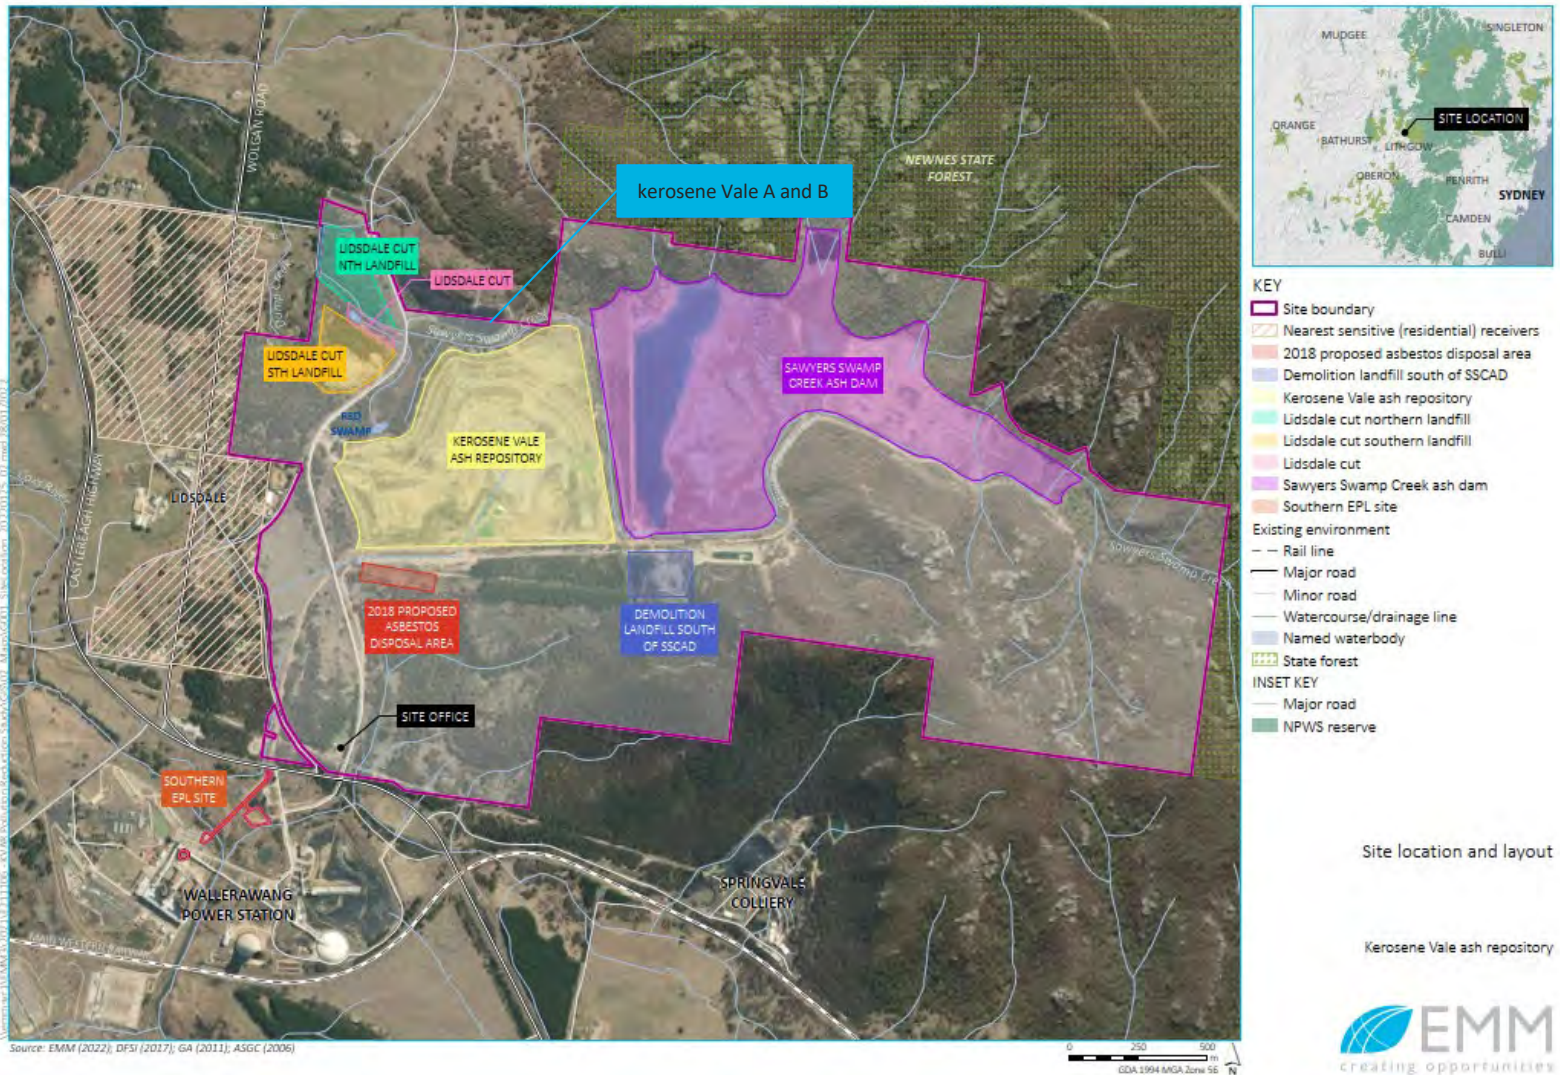 WOLGAN ROAD
NEWNES STATE
FOREST
kerosene Vale A and B
LIDSDALE CUT
NTH LANDFILL
LIDSDALE CUT
Sawyers Swamp
LIDSDALE CUT
STH LANDFILL
SAWYERS SWAMP
CREEK ASH DAM
RED
SWAMP
KEROSENE VALE
ASH REPOSITORY
LIDSDALE
CASTLEREAGH HIGHWAY
Sawyers Swamp Creek
2018 PROPOSED
ASBESTOS
DISPOSAL AREA
DEMOLITION
LANDFILL SOUTH
OF SSCAD
SITE OFFICE
SOUTHERN
EPL SITE
WALLERAWANG
POWER STATION
SPRINGVALE
COLLIERY
MAIN WESTERN
Source: EMM (2022); DFSI (2017); GA (2011); ASGC (2006)
0 250 500
m
GDA 1994 MGA Zone 56
N
SINGLETON
MUDGEE
SITE LOCATION
ORANGE
BATHURST
LITHGOW
OBERON
PENRITH
SYDNEY
CAMDEN
BULLI
KEY
Site boundary
Nearest sensitive (residential) receivers
2018 proposed asbestos disposal area
Demolition landfill south of SSCAD
Kerosene Vale ash repository
Lidsdale cut northern landfill
Lidsdale cut southern landfill
Lidsdale cut
Sawyers Swamp Creek ash dam
Southern EPL site
Existing environment
Rail line
Major road
Minor road
Watercourse/drainage line
Named waterbody
State forest
INSET KEY
Major road
NPWS reserve
Site location and layout
Kerosene Vale ash repository
EMM
creating opportunities